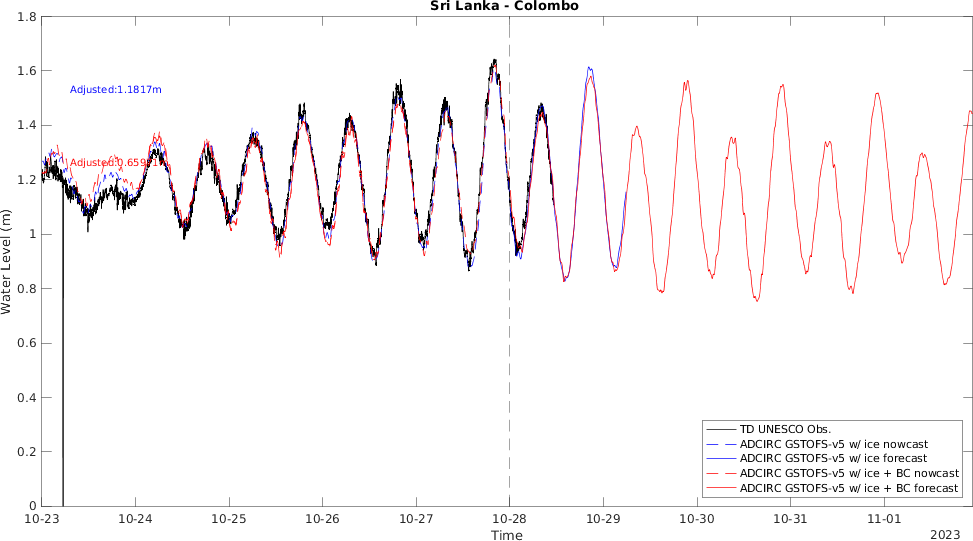 Sri Lanka - Colombo
1.8
1.6
1.4
1.2
1
0.8
0.6
0.4
0.2
0
Water Level (m)
Adjusted:1.1817m
TD UNESCO Obs.
ADCIRC GSTOFS-v5 w/ ice nowcast
ADCIRC GSTOFS-v5 w/ ice forecast
ADCIRC GSTOFS-v5 w/ ice + BC nowcast
ADCIRC GSTOFS-v5 w/ ice + BC forecast
10-23 10-24 10-25 10-26 10-27 10-28 10-29 10-30 10-31 11-01
Time
2023